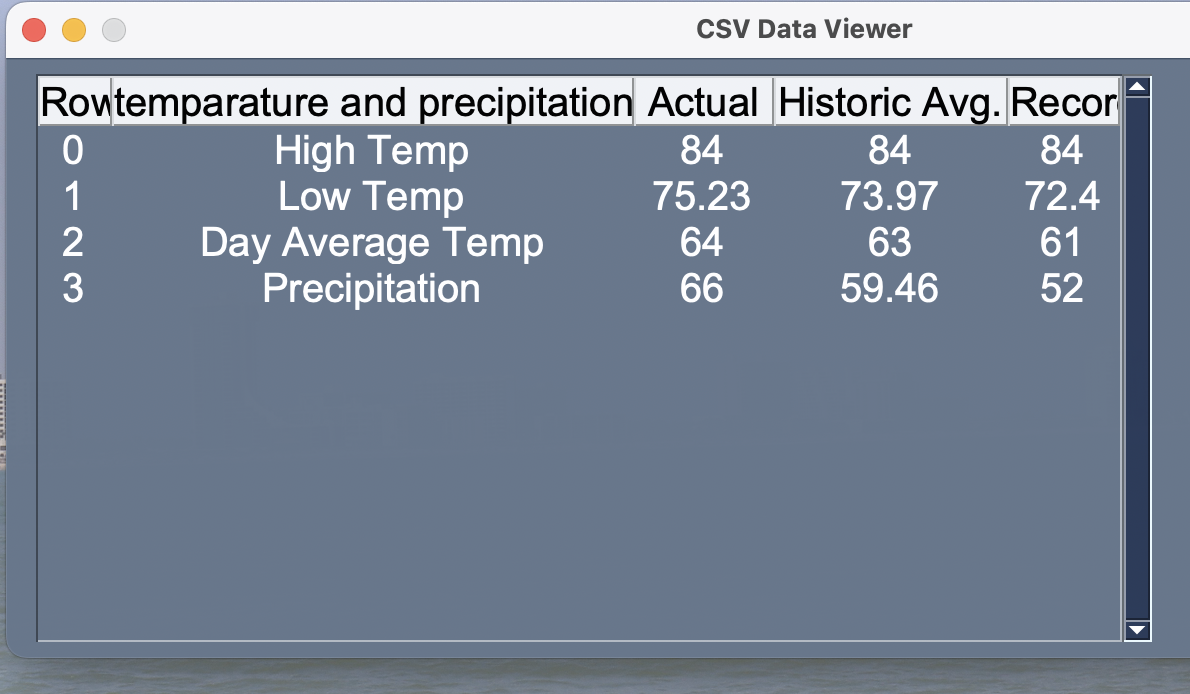 CSV Data Viewer
Row temparature and precipitation Actual Historic Avg. Recor
0 High Temp 84 84 84
1 Low Temp 75.23 73.97 72.4
2 Day Average Temp 64 63 61
3 Precipitation 66 59.46 52